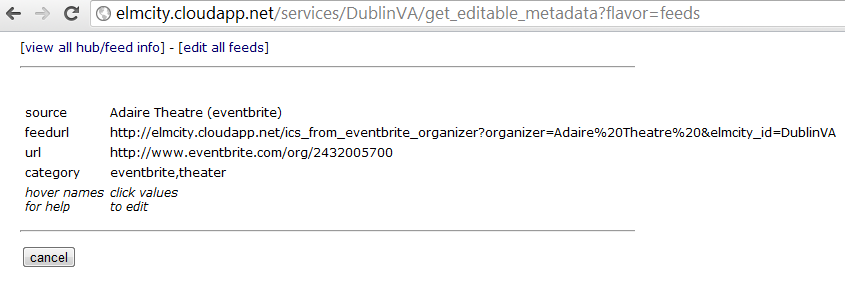 elmcity.cloudapp.net/services/DublinVA/get_editable_metadata?flavor=feeds
[view all hub/feed info] - [edit all feeds]
source Adaire Theatre (eventbrite)
feedurl http://elmcity.cloudapp.net/ics_from_eventbrite_organizer?organizer=Adaire%20Theatre%20&elmcity_id=DublinVA
url http://www.eventbrite.com/org/2432005700
category eventbrite,theater
hover names click values
for help to edit
cancel